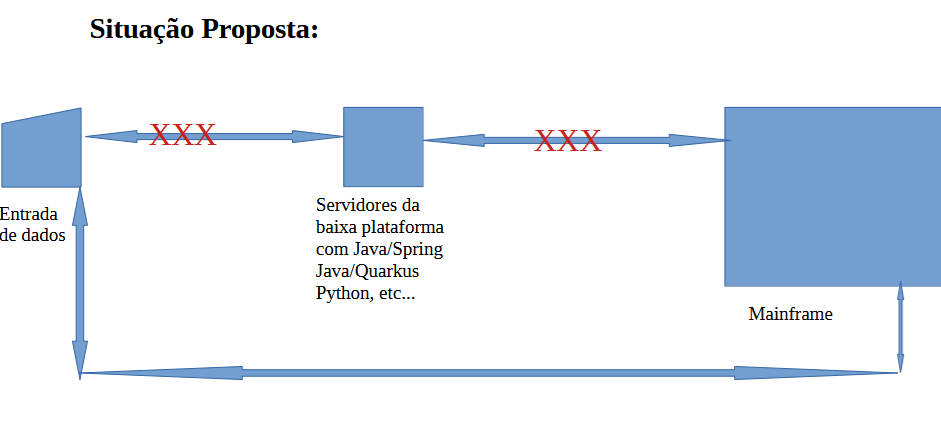 Situação Proposta:
XXX
XXX
Entrada
de dados
Servidores da
baixa plataforma
com Java/Spring
Java/Quarkus
Python, etc...
Mainframe